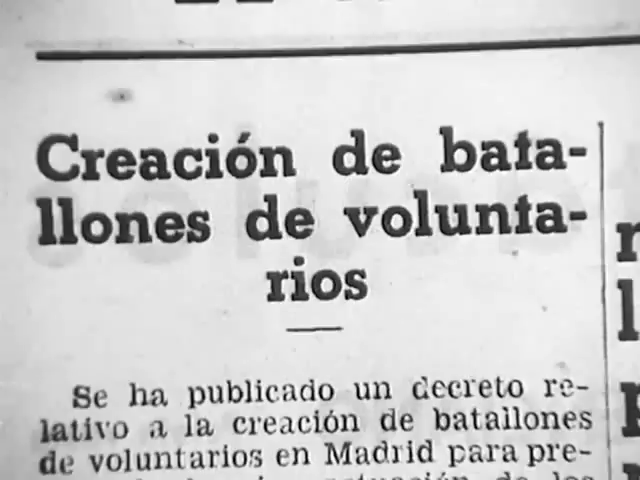 Creación de bata-
llones de volunta-
rios
Se ha publicado un decreto re-
lativo a la creación de batallones
de voluntarios en Madrid para pre-